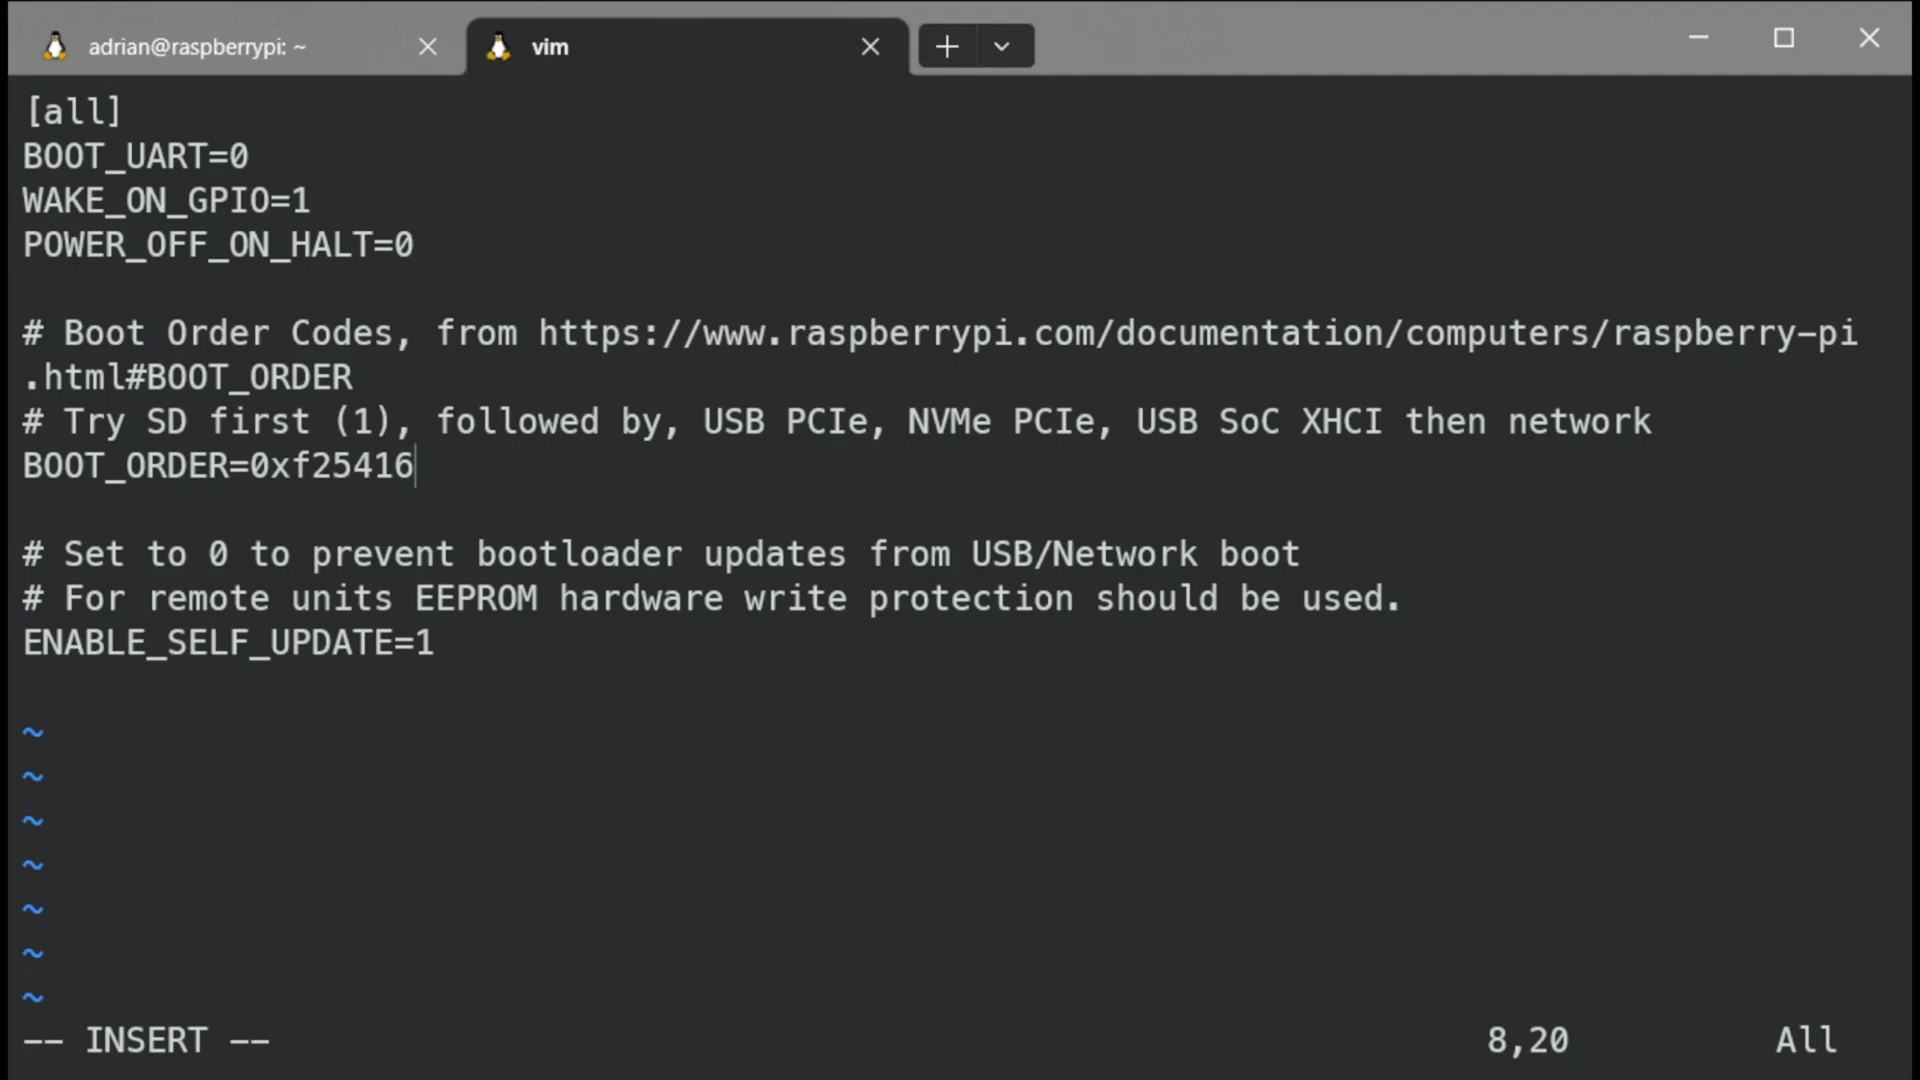 adrian@raspberrypi: ~
vim
[all]
BOOT_UART=0
WAKE_ON_GPIO=1
POWER_OFF_ON_HALT=0
# Boot Order Codes, from https://www.raspberrypi.com/documentation/computers/raspberry-pi
.html#BOOT_ORDER
# Try SD first (1), followed by, USB PCIe, NVMe PCIe, USB SoC XHCI then network
BOOT_ORDER=0xf25416
# Set to 0 to prevent bootloader updates from USB/Network boot
# For remote units EEPROM hardware write protection should be used.
ENABLE_SELF_UPDATE=1
~
~
~
~
~
~
~
-- INSERT -- 8,20 All